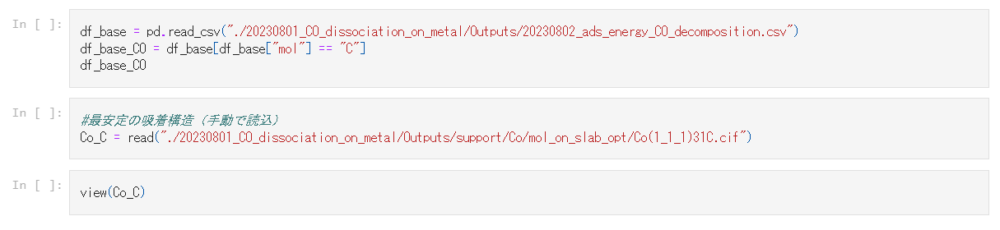 In [ ]:
df_base = pd.read_csv("./20230801_CO_dissociation_on_metal/Outputs/20230802_ads_energy_CO_decomposition.csv")
df_base_CO = df_base[df_base["mol"] == "C"]
df_base_CO
In [ ]:
#最安定の吸着構造（手動で読込）
Co_C = read("./20230801_CO_dissociation_on_metal/Outputs/support/Co/mol_on_slab_opt/Co(1_1_1)31C.cif")
In [ ]:
view(Co_C)